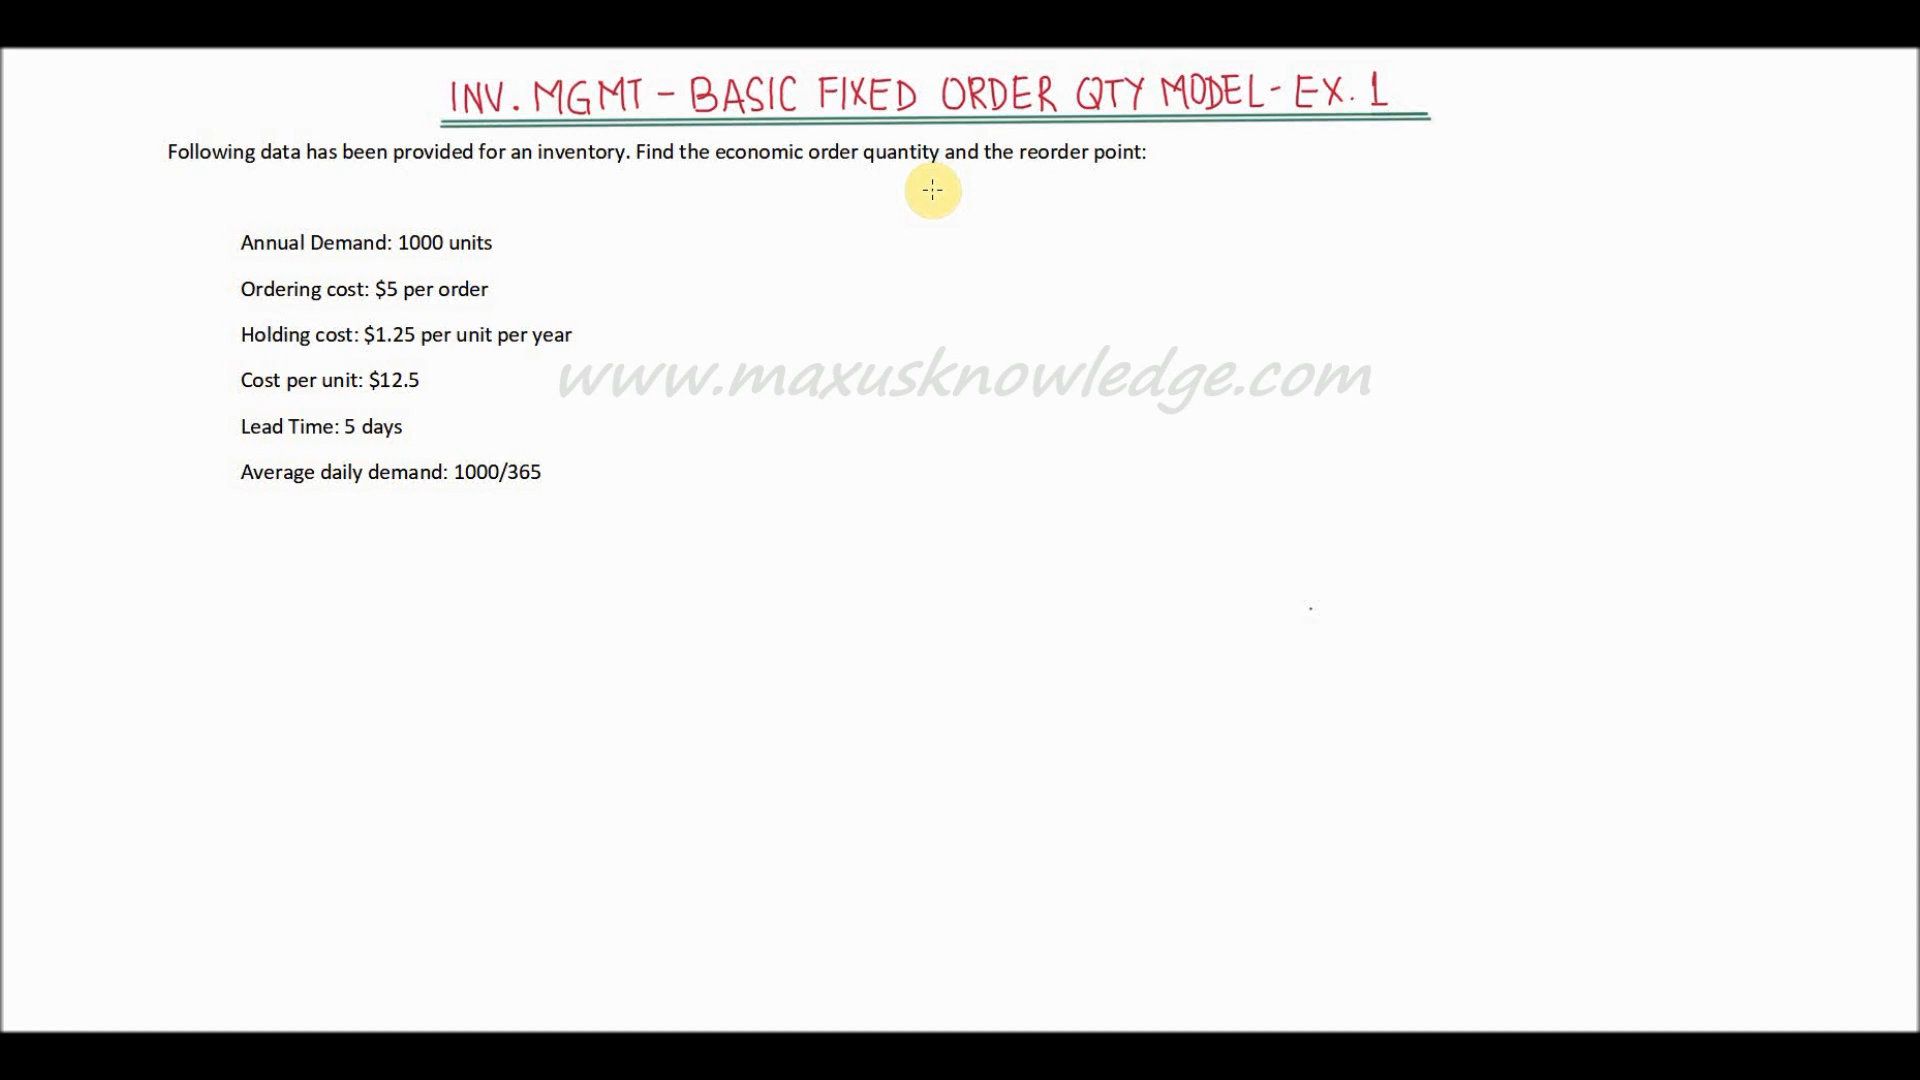 INV. MGMT - BASIC FIXED ORDER QTY MODEL - EX. 1
Following data has been provided for an inventory. Find the economic order quantity and the reorder point:
Annual Demand: 1000 units
Ordering cost: $5 per order
Holding cost: $1.25 per unit per year
www.maxusknowledge.com
Cost per unit: $12.5
Lead Time: 5 days
Average daily demand: 1000/365